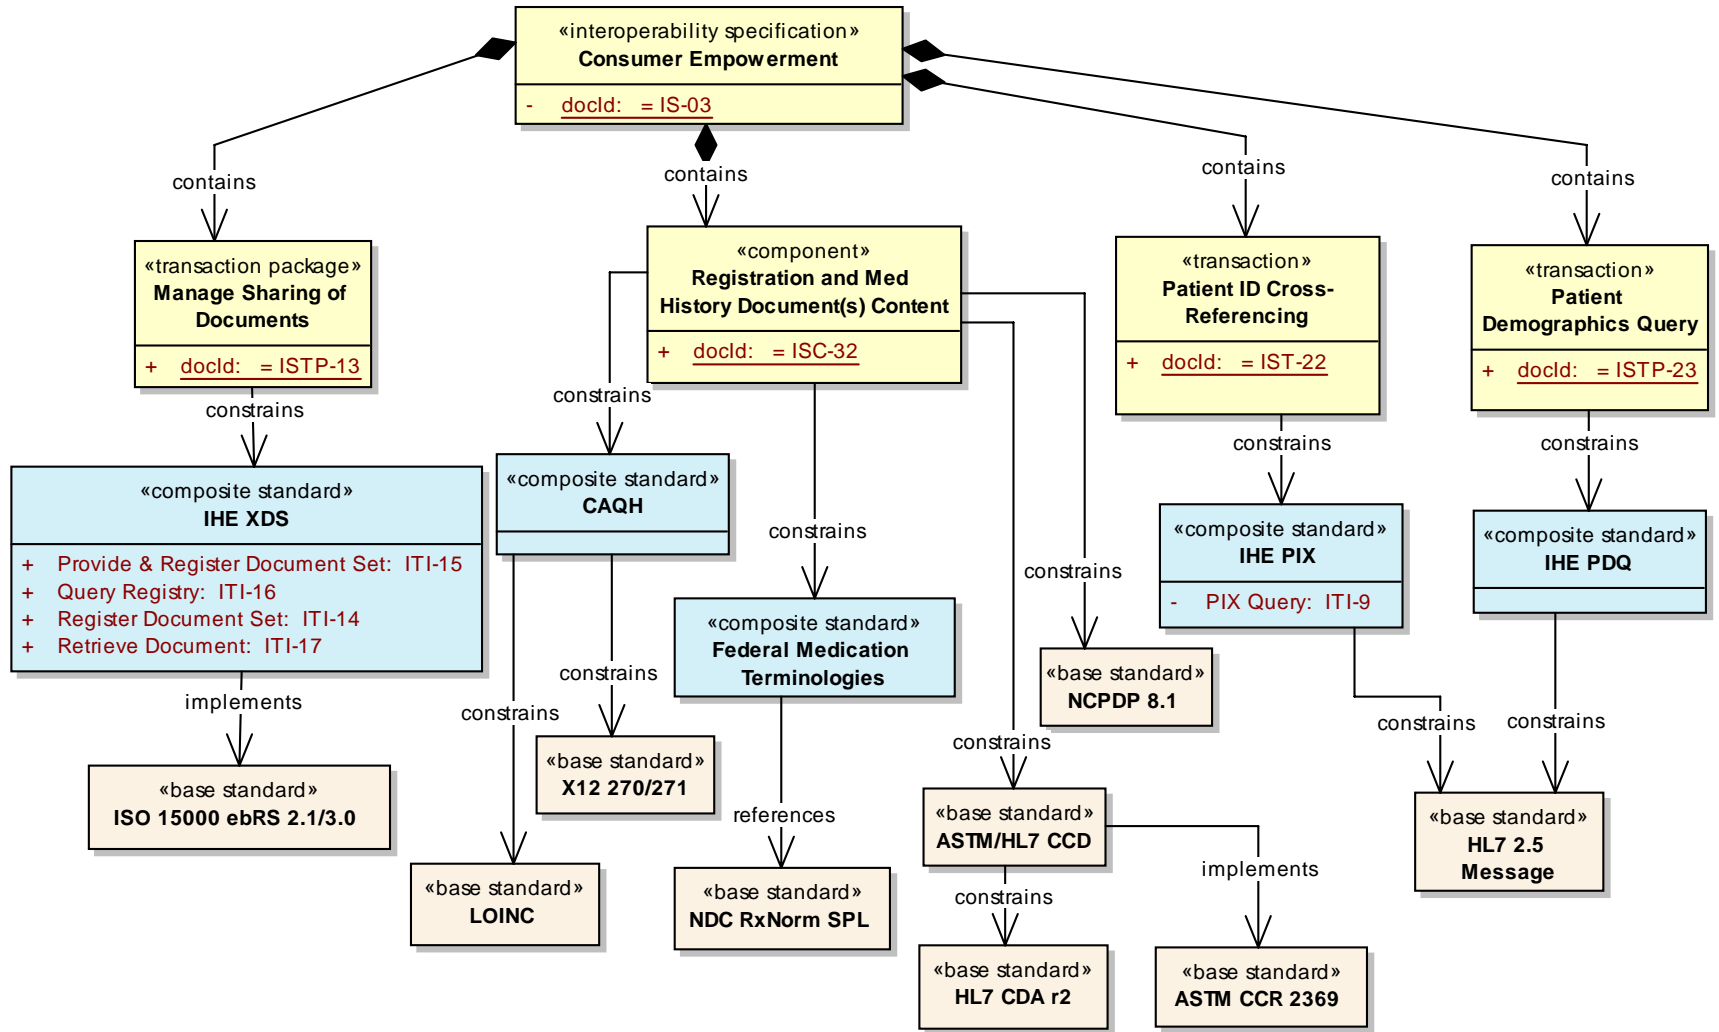 «interoperability specification»
Consumer Empowerment
- docId: = IS-03
contains
contains
contains
contains
«transaction package»
Manage Sharing of
Documents
+ docId: = ISTP-13
«component»
Registration and Med
History Document(s) Content
+ docId: = ISC-32
«transaction»
Patient ID Cross-
Referencing
+ docId: = IST-22
«transaction»
Patient
Demographics Query
+ docId: = ISTP-23
constrains
constrains
constrains
constrains
constrains
constrains
constrains
«composite standard»
IHE XDS
+ Provide & Register Document Set: ITI-15
+ Query Registry: ITI-16
+ Register Document Set: ITI-14
+ Retrieve Document: ITI-17
«composite standard»
CAQH
«composite standard»
Federal Medication
Terminologies
«composite standard»
IHE PIX
- PIX Query: ITI-9
«composite standard»
IHE PDQ
implements
constrains
constrains
references
constrains
constrains
«base standard»
NCPDP 8.1
«base standard»
ISO 15000 ebRS 2.1/3.0
«base standard»
X12 270/271
«base standard»
LOINC
«base standard»
NDC RxNorm SPL
«base standard»
ASTM/HL7 CCD
«base standard»
HL7 2.5
Message
constrains
implements
«base standard»
HL7 CDA r2
«base standard»
ASTM CCR 2369